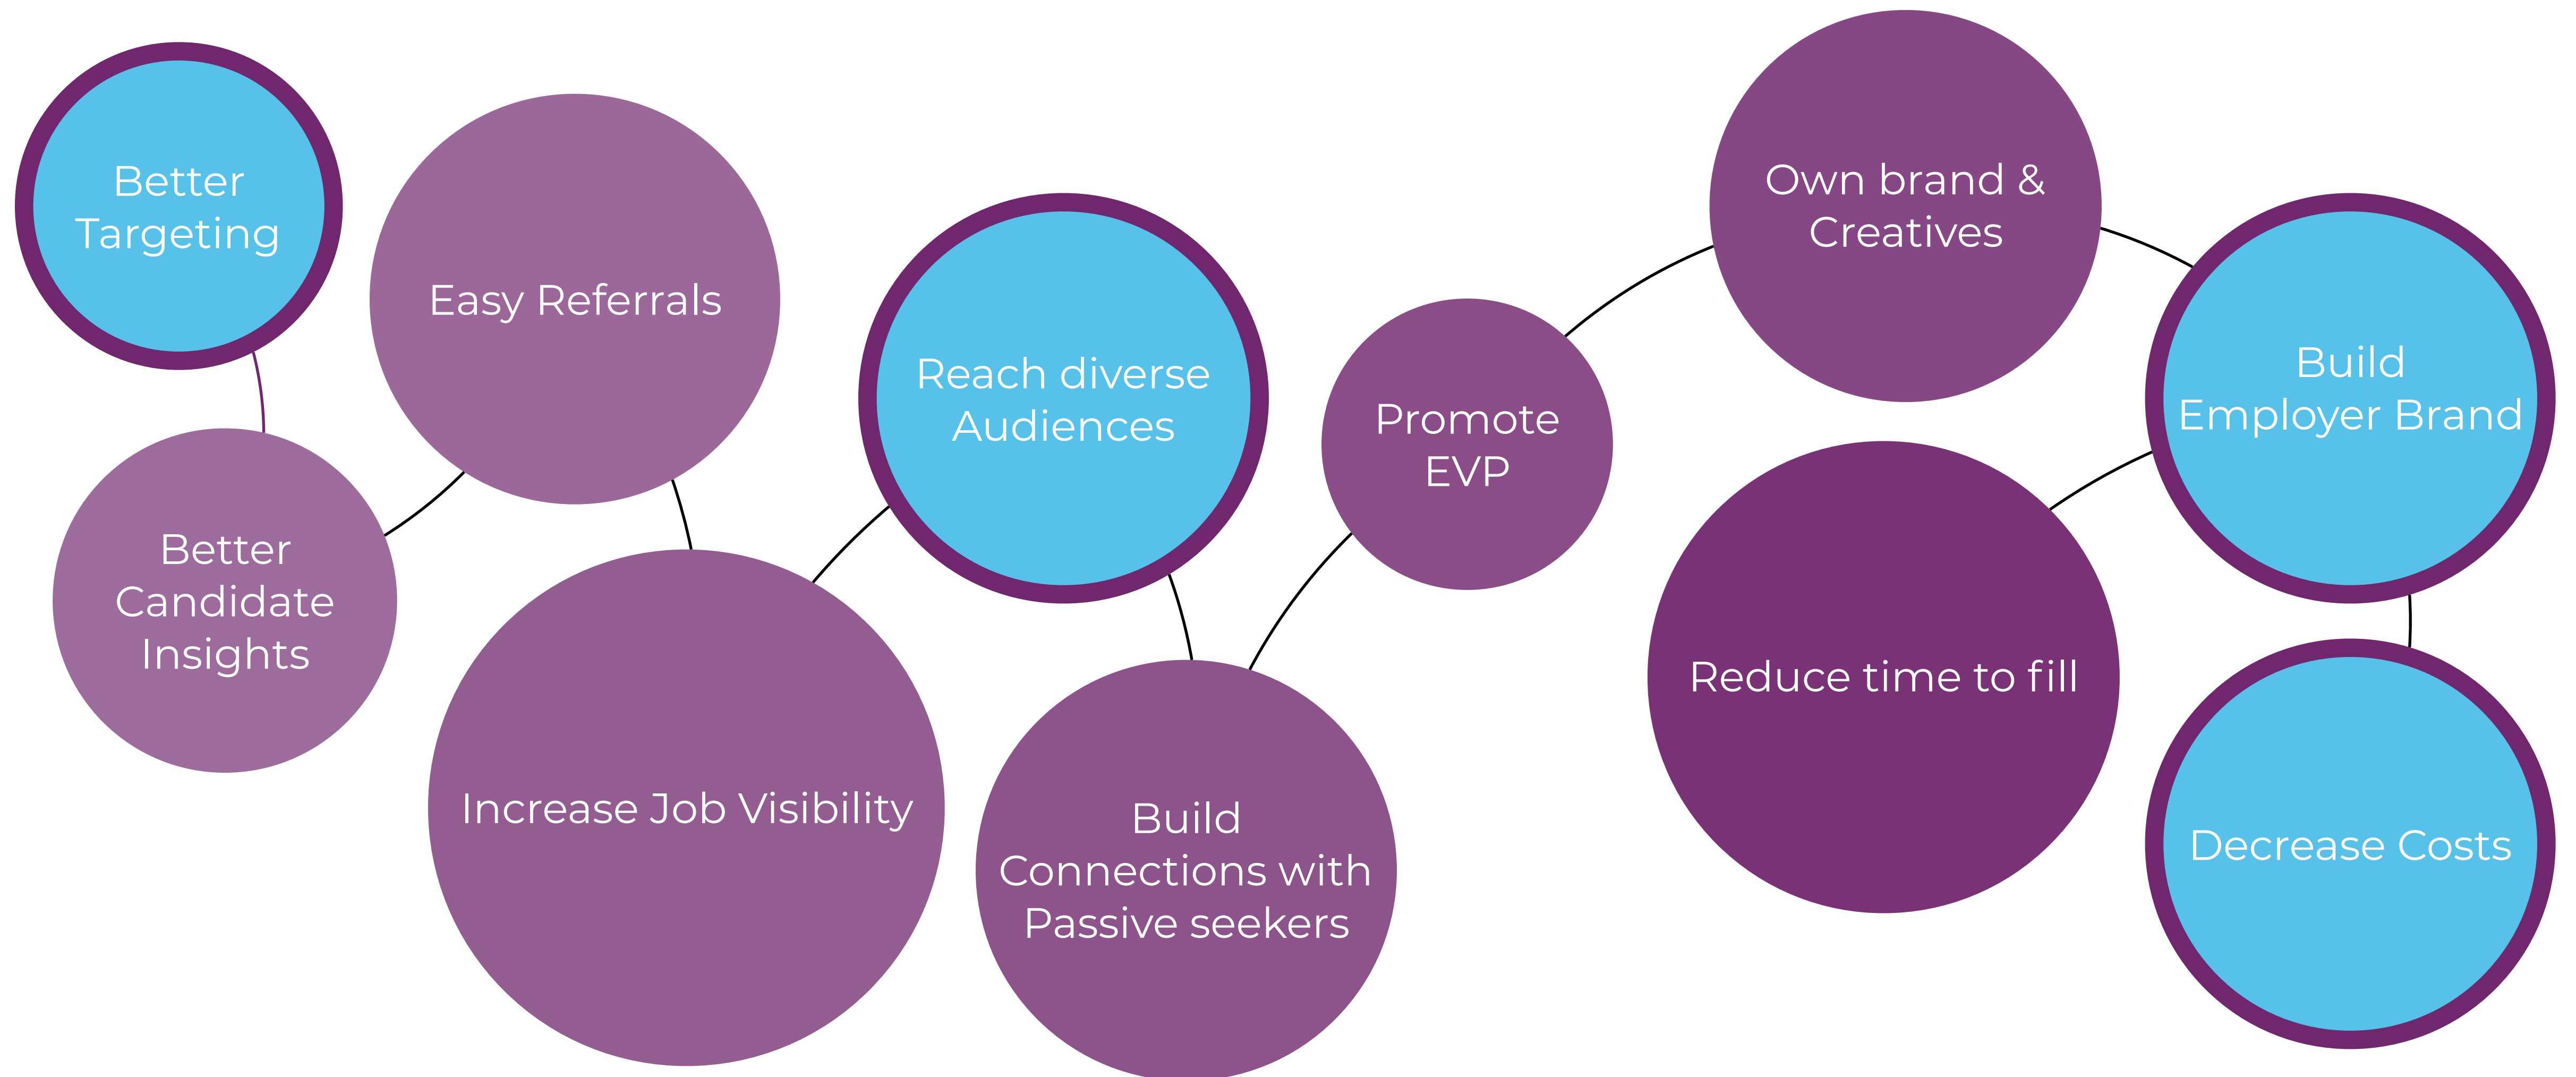 Better
Targeting
Better
Candidate
Insights
Easy Referrals
Increase Job Visibility
Reach diverse
Audiences
Build
Connections with
Passive seekers
Promote
EVP
Own brand &
Creatives
Build
Employer Brand
Reduce time to fill
Decrease Costs